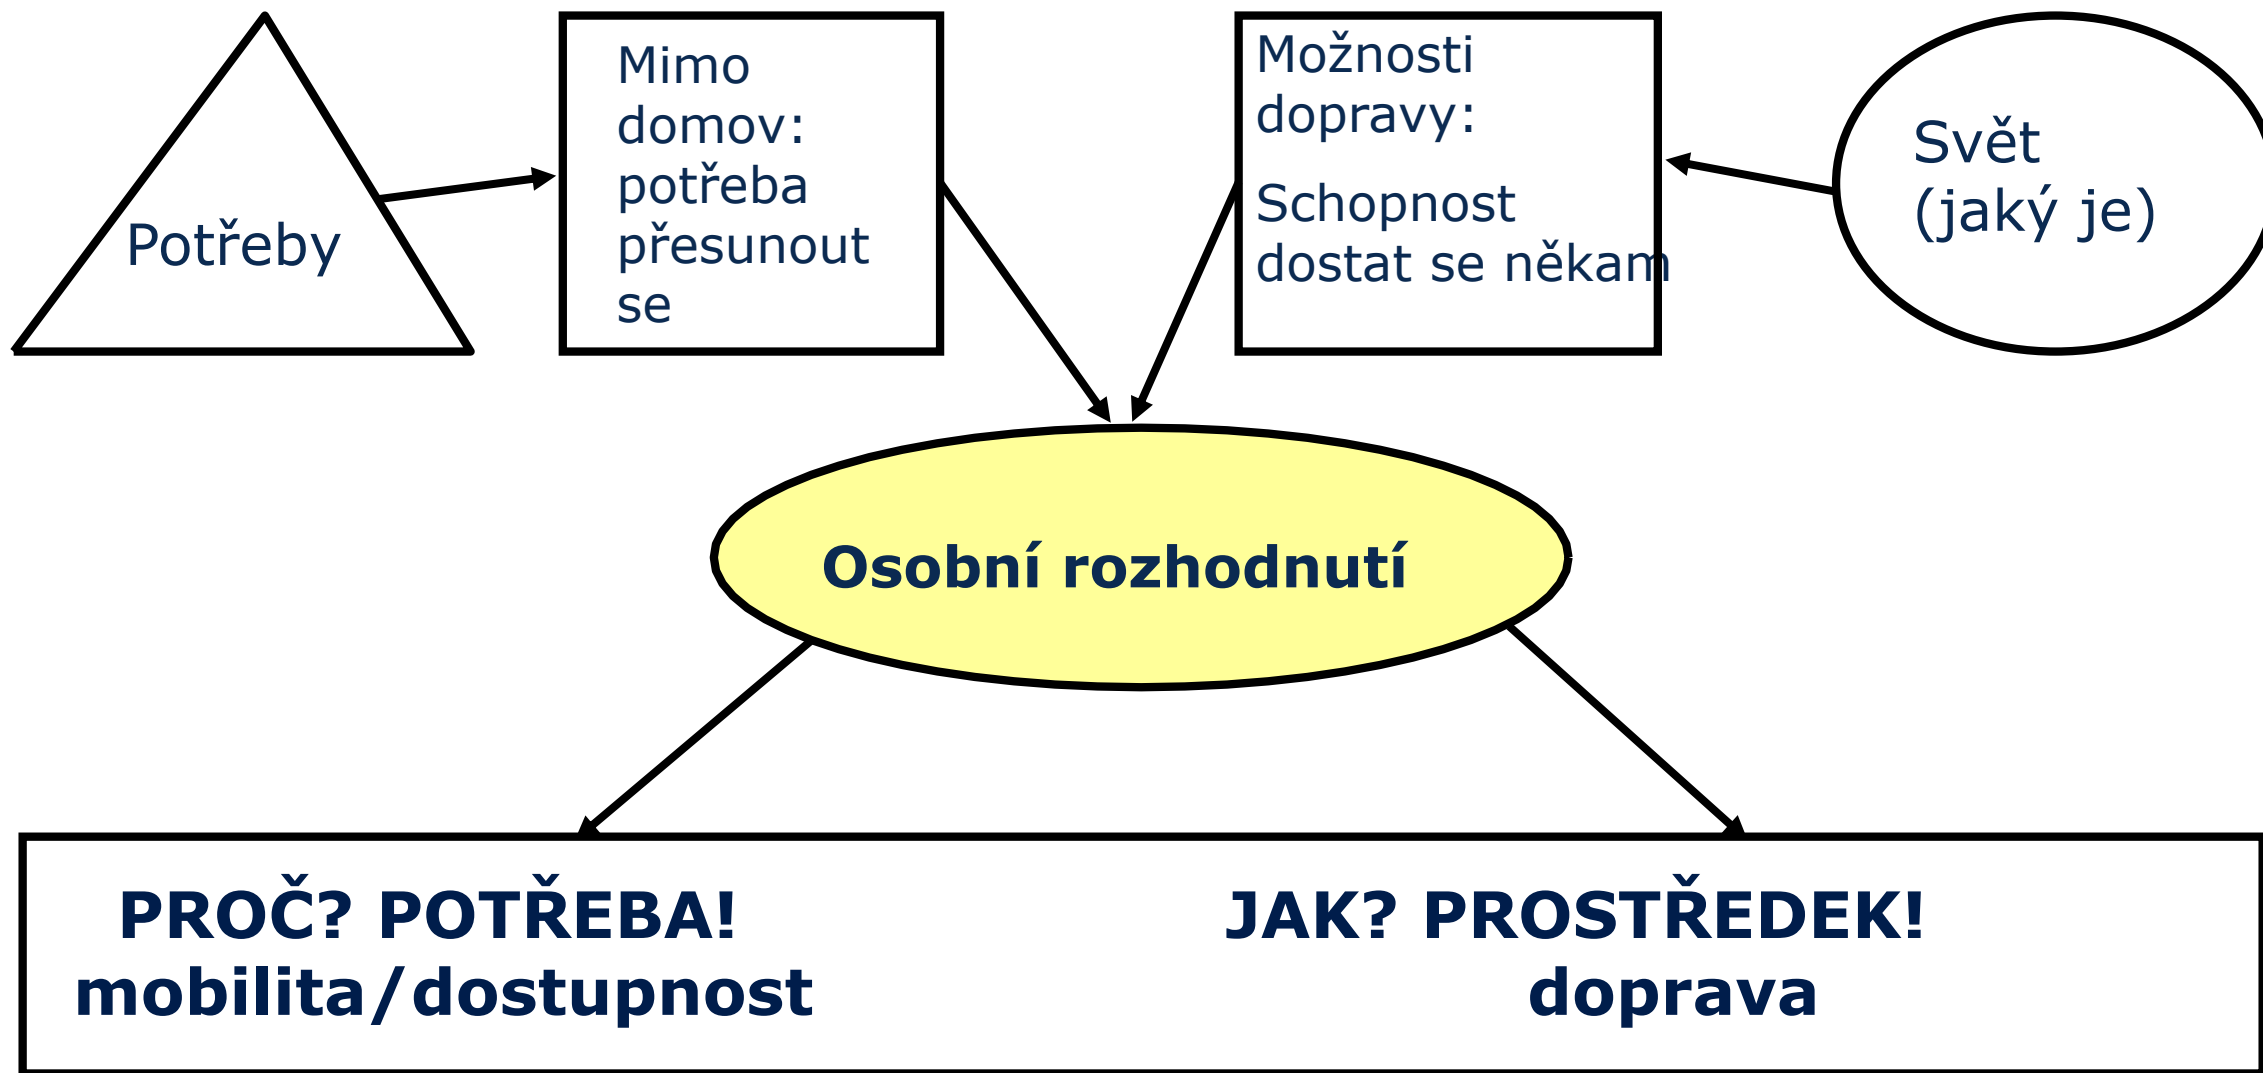 Potřeby
Mimo
domov:
potřeba
přesunout
se
Možnosti
dopravy:
Schopnost
dostat se někam
Svět
(jaký je)
Osobní rozhodnutí
PROČ? POTŘEBA!
mobilita/dostupnost
JAK? PROSTŘEDEK!
doprava